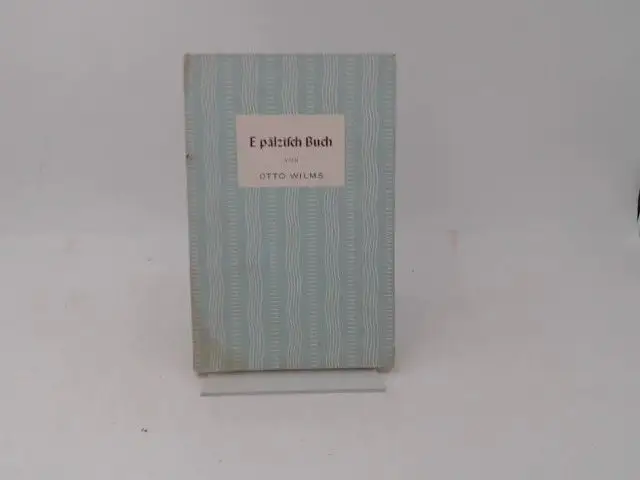 E pälzisch Buch
VON
OTTO WILMS